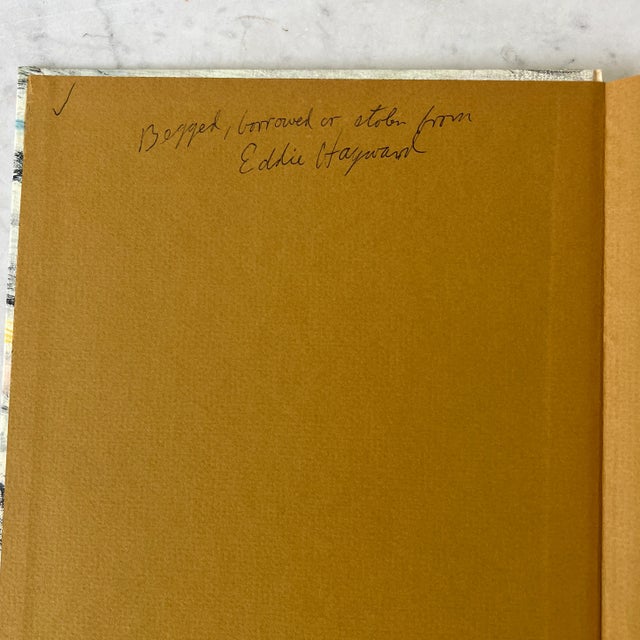 Begged, borrowed or stolen from
Eddie Hayward